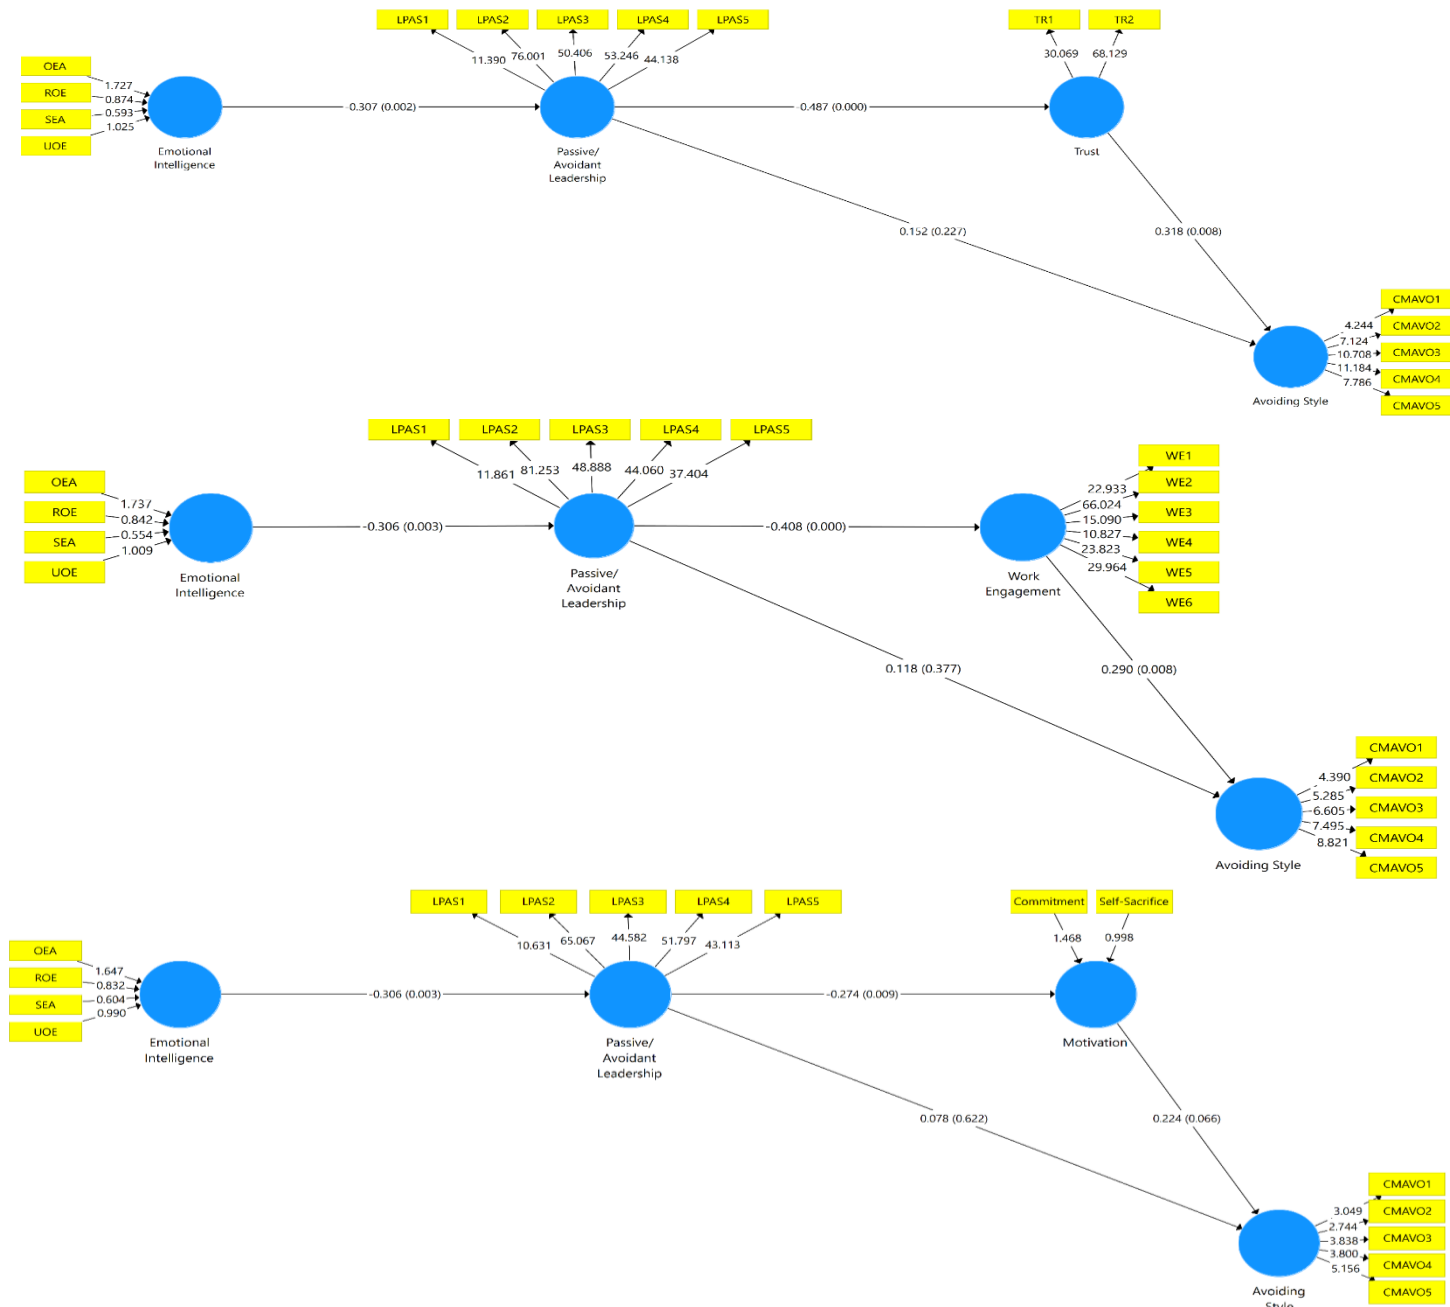 LPAS1 LPAS2 LPAS3 LPAS4 LPAS5 TR1 TR2
11.390 76.001 50.406 53.246 44.138 30.069 68.129
OEA
ROE
SEA
UOE
1.727
0.874
0.593
1.025
-0.307 (0.002) -0.487 (0.000)
Emotional
Intelligence
Passive/
Avoidant
Leadership
Trust
0.152 (0.227) 0.318 (0.008)
4.244
7.124
10.708
11.184
7.786
CMAVO1
CMAVO2
CMAVO3
CMAVO4
CMAVO5
Avoiding Style
LPAS1 LPAS2 LPAS3 LPAS4 LPAS5
11.861 81.253 48.888 44.060 37.404
OEA
ROE
SEA
UOE
1.737
0.842
0.554
1.009
-0.306 (0.003) -0.408 (0.000)
22.933
66.024
15.090
10.827
23.823
29.964
WE1
WE2
WE3
WE4
WE5
WE6
Emotional
Intelligence
Passive/
Avoidant
Leadership
Work
Engagement
0.118 (0.377) 0.290 (0.008)
4.390
5.285
6.605
7.495
8.821
CMAVO1
CMAVO2
CMAVO3
CMAVO4
CMAVO5
Avoiding Style
LPAS1 LPAS2 LPAS3 LPAS4 LPAS5 Commitment Self-Sacrifice
10.631 65.067 44.582 51.797 43.113 1.468 0.998
OEA
ROE
SEA
UOE
1.647
0.832
0.604
0.990
-0.306 (0.003) -0.274 (0.009)
Emotional
Intelligence
Passive/
Avoidant
Leadership
Motivation
0.078 (0.622) 0.224 (0.066)
3.049
2.744
3.838
3.800
5.156
CMAVO1
CMAVO2
CMAVO3
CMAVO4
CMAVO5
Avoiding
Style